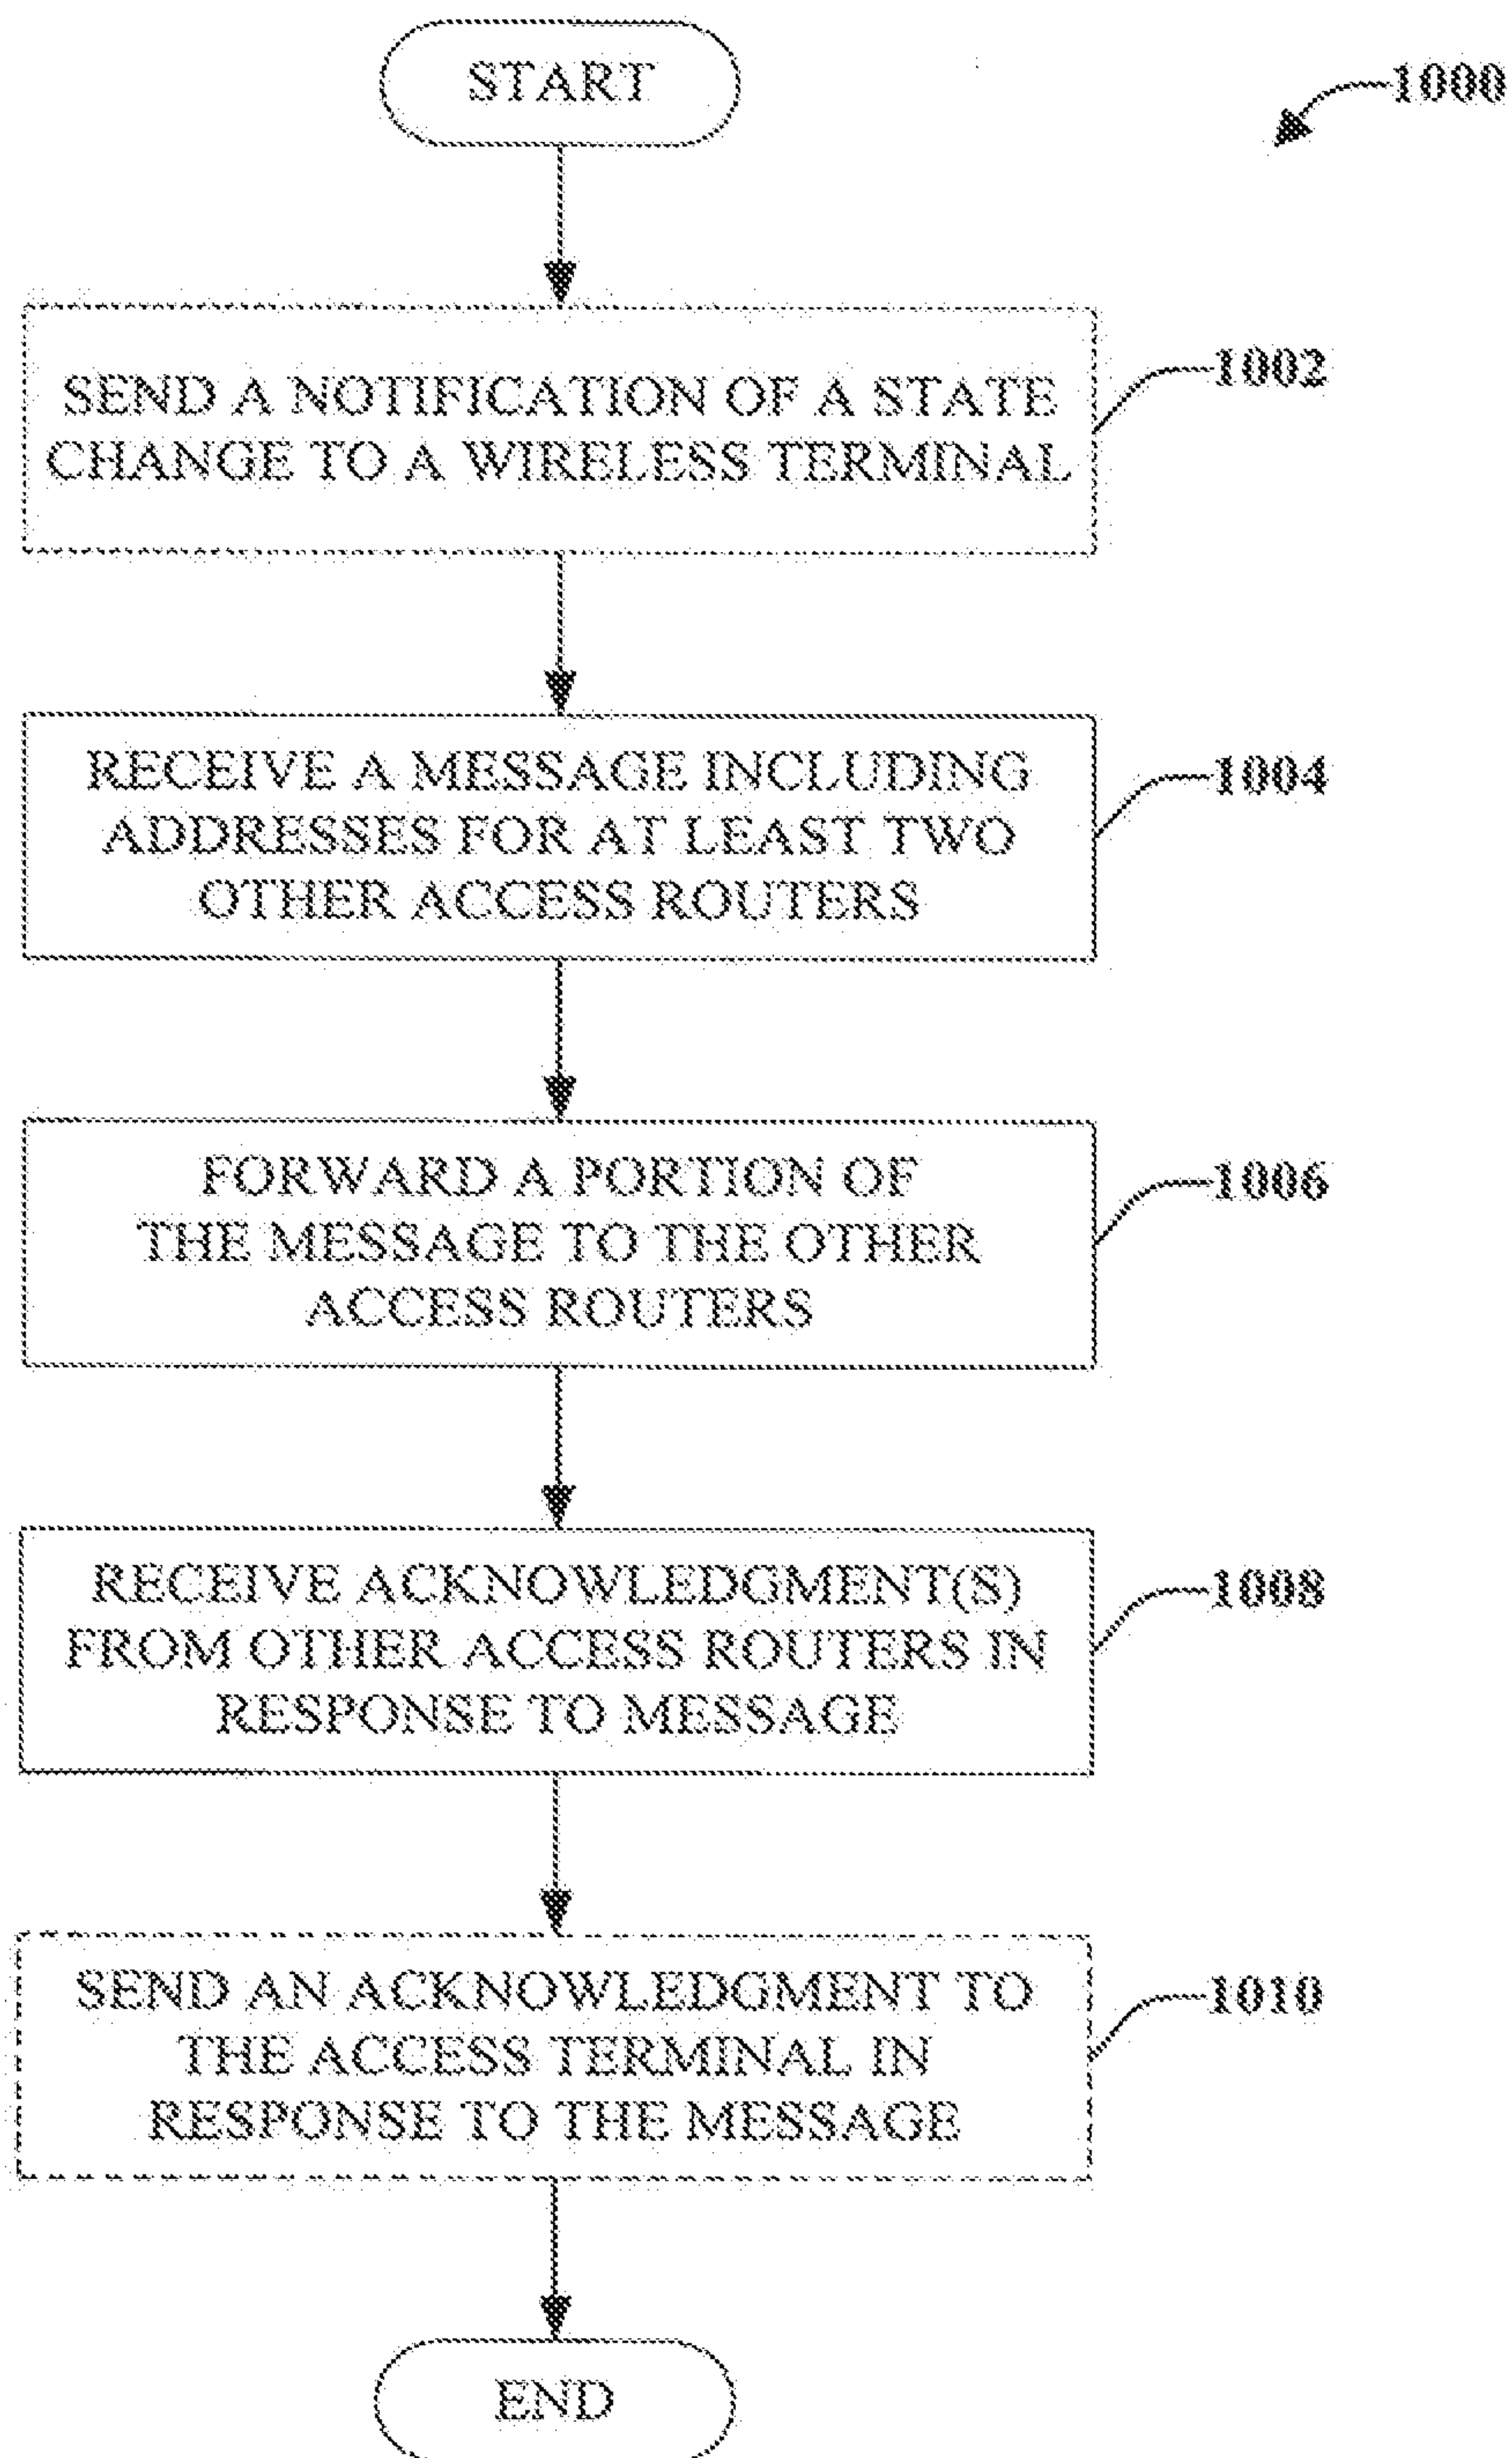 START
1000
SEND A NOTIFICATION OF A STATE
CHANGE TO A WIRELESS TERMINAL
1002
RECEIVE A MESSAGE INCLUDING
ADDRESSES FOR AT LEAST TWO
OTHER ACCESS ROUTERS
1004
FORWARD A PORTION OF
THE MESSAGE TO THE OTHER
ACCESS ROUTERS
1006
RECEIVE ACKNOWLEDGMENT(S)
FROM OTHER ACCESS ROUTERS IN
RESPONSE TO MESSAGE
1008
SEND AN ACKNOWLEDGMENT TO
THE ACCESS TERMINAL IN
RESPONSE TO THE MESSAGE
1010
END